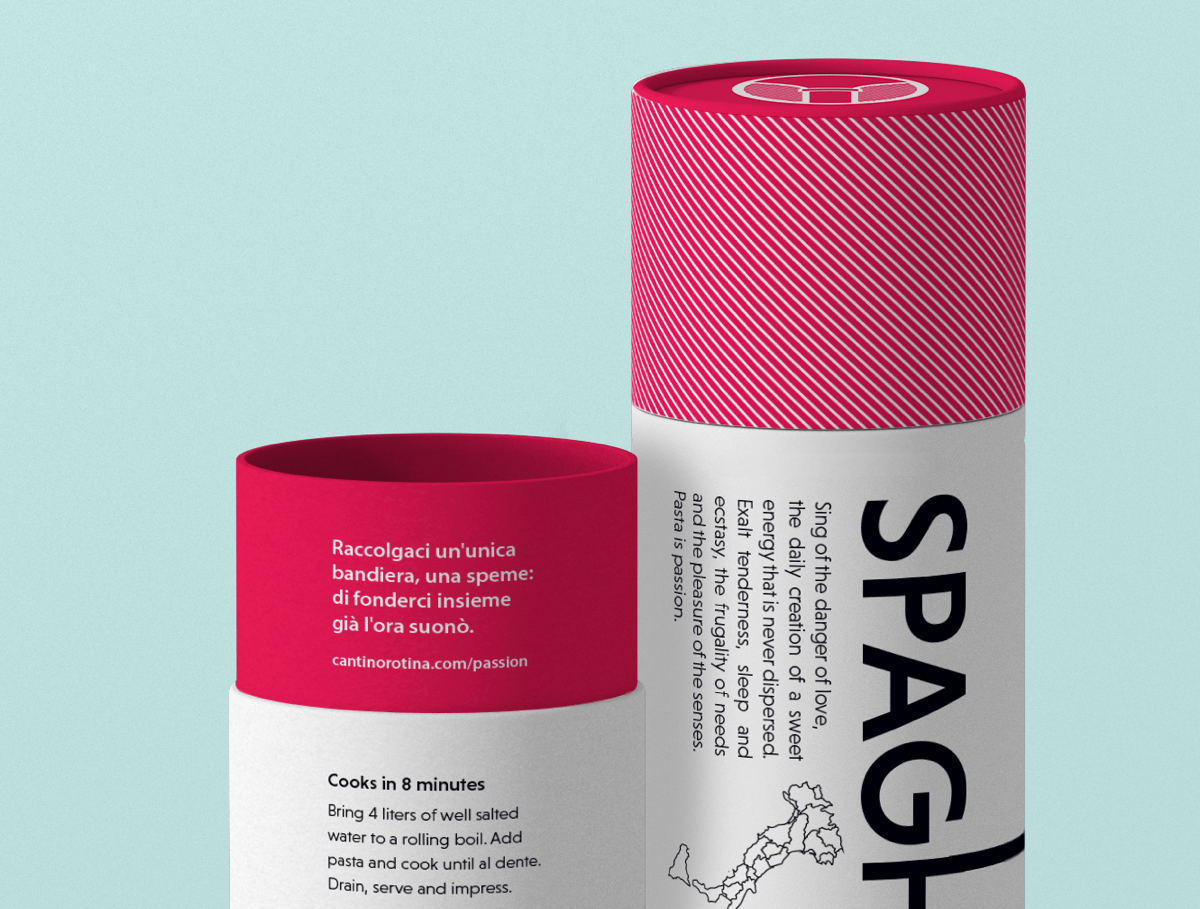 Raccolgaci un'unica
bandiera, una speme:
di fonderci insieme
già l'ora suonò.
cantinorotina.com/passion
Cooks in 8 minutes
Bring 4 liters of well salted
water to a rolling boil. Add
pasta and cook until al dente.
Drain, serve and impress.
SPAGH
Sing of the danger of love,
the daily creation of a sweet
energy that is never dispersed.
Exalt tenderness, sleep and
ecstasy, the frugality of needs
and the pleasure of the senses.
Pasta is passion.